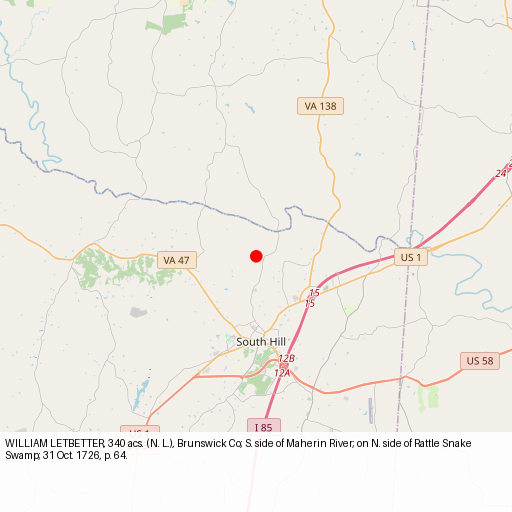 VA 138
24
VA 47
US 1
15
15
South Hill
12B
12A
US 58
US 1
I 85
WILLIAM LETBETTER, 340 acs. (N. L.), Brunswick Co; S. side of Maherin River; on N. side of Rattle Snake
Swamp; 31 Oct. 1726, p. 64.